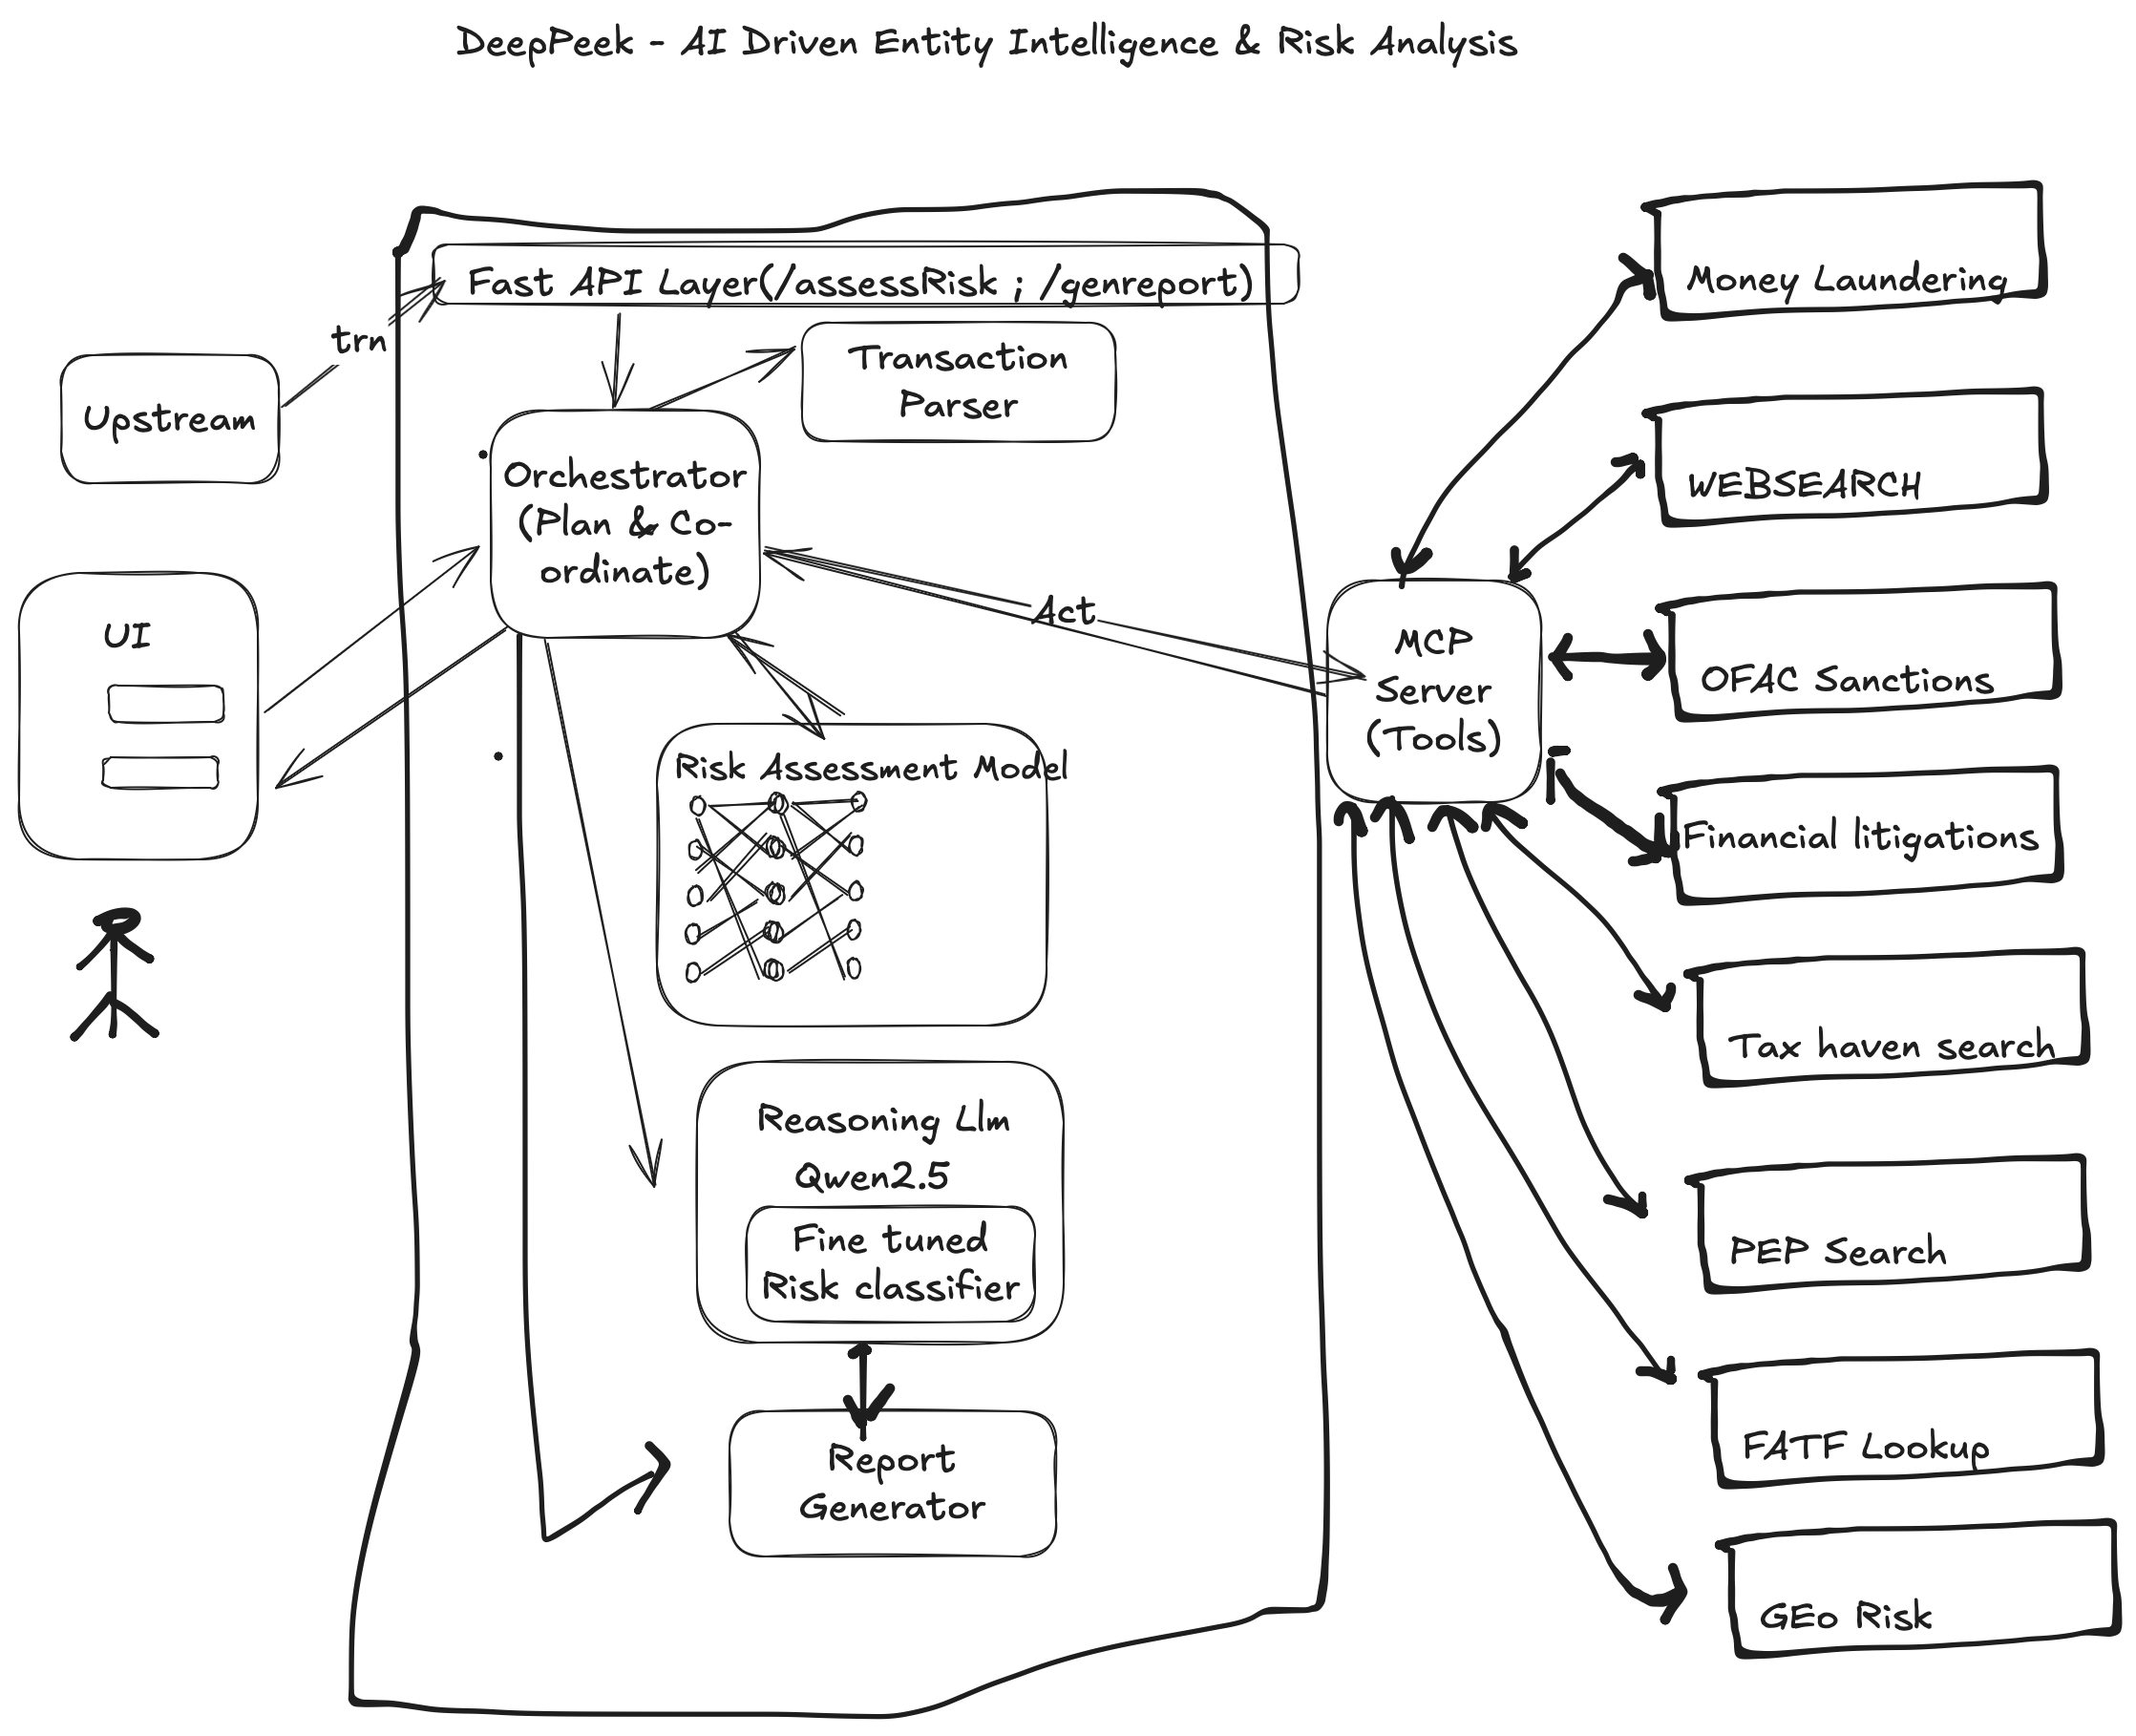 DeepPeek - AI Driven Entity Intelligence & Risk Analysis
Fast API Layer(/assessRisk ; /genreport)
trn
Upstream
Transaction
Parser
Orchestrator
(Plan & Co-
ordinate)
UI
Act
Risk Assessment Model
Reasoning Llm
Qwen2.5
Fine tuned
Risk classifier
Report
Generator
MCP
Server
(Tools)
Money Laundering
WEBSEARCH
OFAC Sanctions
Financial litigations
Tax haven search
PEP Search
FATF Lookup
GEo Risk